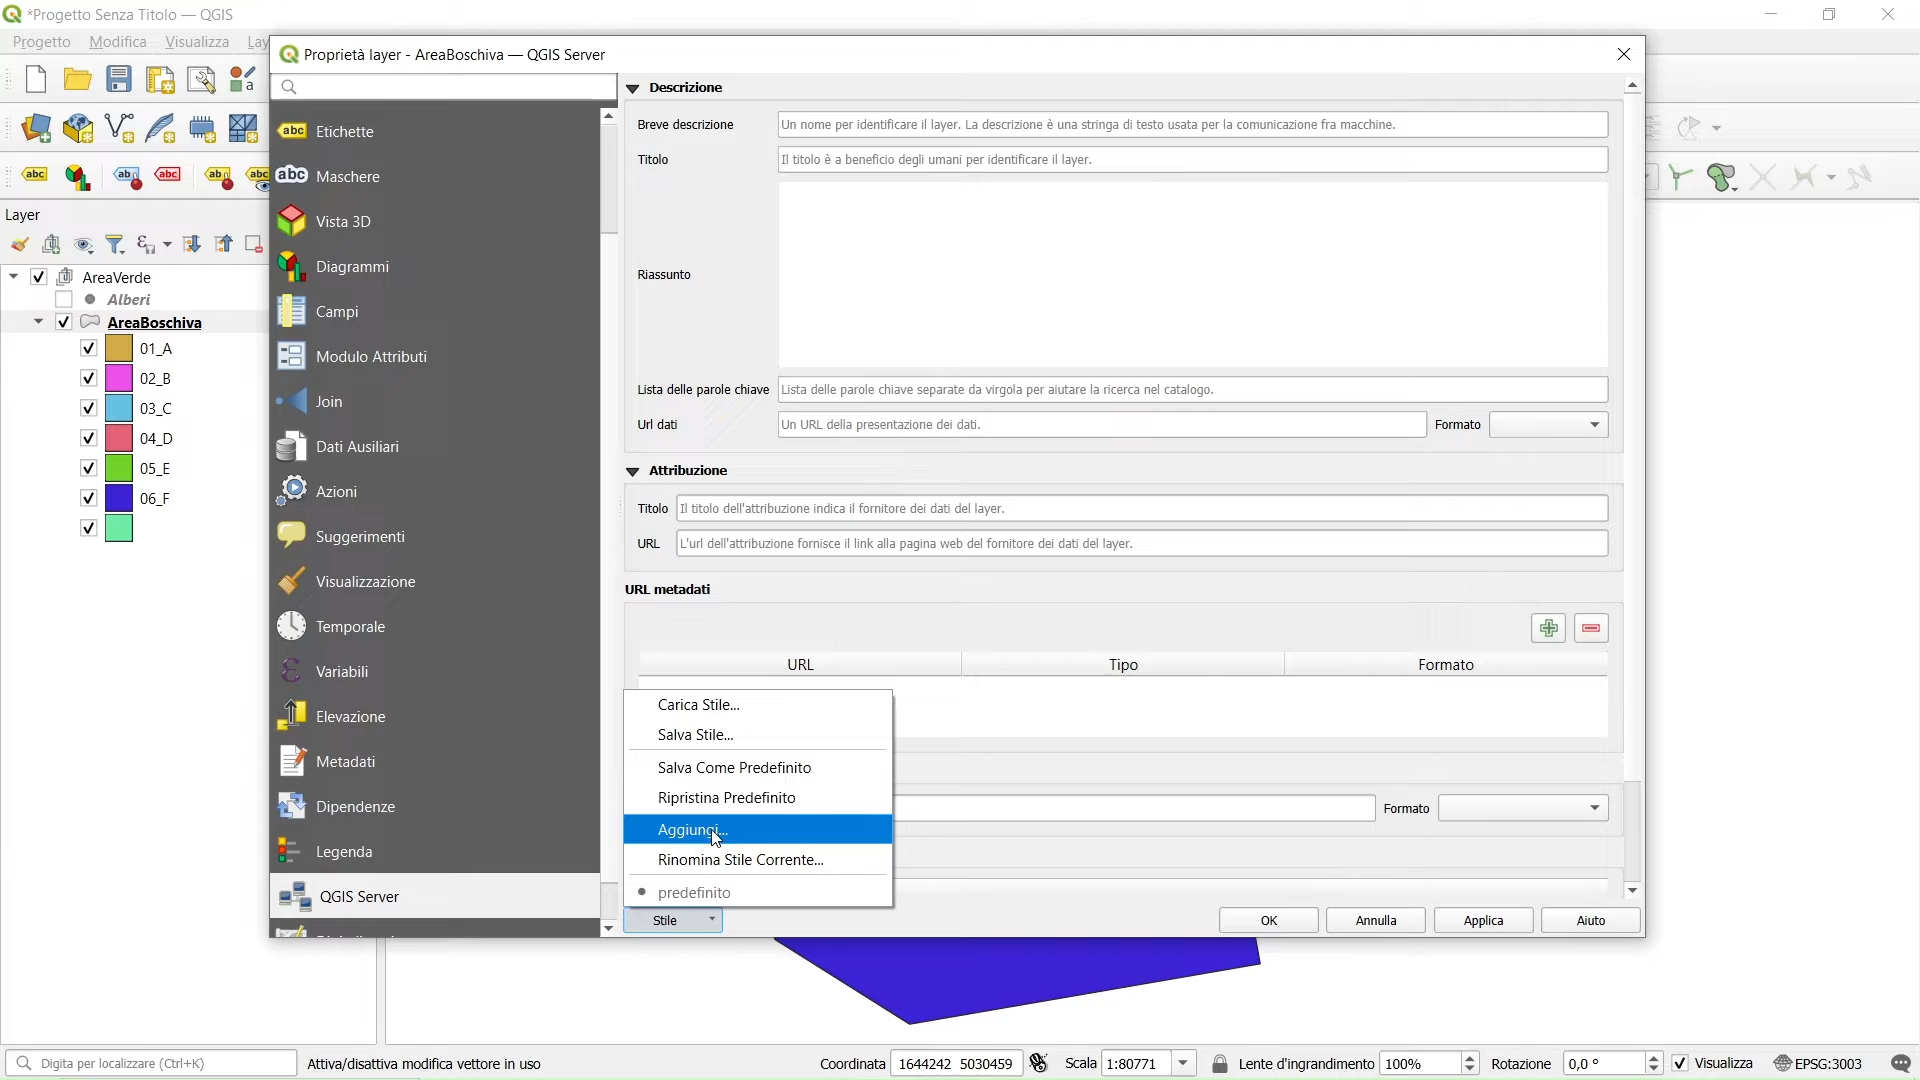 *Progetto Senza Titolo — QGIS
Progetto Modifica Visualizza Lay
Proprietà layer - AreaBoschiva — QGIS Server
Layer
AreaVerde
Alberi
AreaBoschiva
01_A
02_B
03_C
04_D
05_E
06_F
abc Etichette
abc Maschere
Vista 3D
Diagrammi
Campi
Modulo Attributi
Join
Dati Ausiliari
Azioni
Suggerimenti
Visualizzazione
Temporale
Variabili
Elevazione
Metadati
Dipendenze
Legenda
QGIS Server
Descrizione
Breve descrizione Un nome per identificare il layer. La descrizione è una stringa di testo usata per la comunicazione fra macchine.
Titolo Il titolo è a beneficio degli umani per identificare il layer.
Riassunto
Lista delle parole chiave Lista delle parole chiave separate da virgola per aiutare la ricerca nel catalogo.
Url dati Un URL della presentazione dei dati. Formato
Attribuzione
Titolo Il titolo dell'attribuzione indica il fornitore dei dati del layer.
URL L'url dell'attribuzione fornisce il link alla pagina web del fornitore dei dati del layer.
URL metadati
URL Tipo Formato
Carica Stile...
Salva Stile...
Salva Come Predefinito
Ripristina Predefinito
Aggiungi...
Rinomina Stile Corrente...
predefinito
Formato
Stile OK Annulla Applica Aiuto
Digita per localizzare (Ctrl+K) Attiva/disattiva modifica vettore in uso Coordinata 1644242 5030459 Scala 1:80771 Lente d'ingrandimento 100% Rotazione 0,0 ° Visualizza EPSG:3003